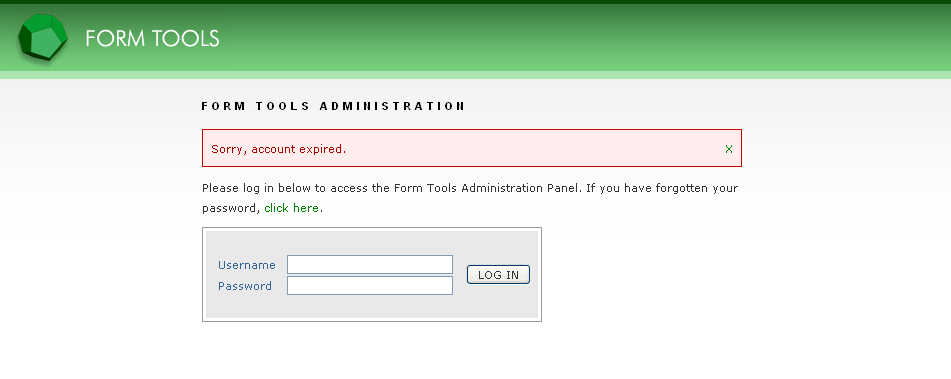 FORM TOOLS
FORM TOOLS ADMINISTRATION
Sorry, account expired. X
Please log in below to access the Form Tools Administration Panel. If you have forgotten your
password, click here.
Username
LOG IN
Password